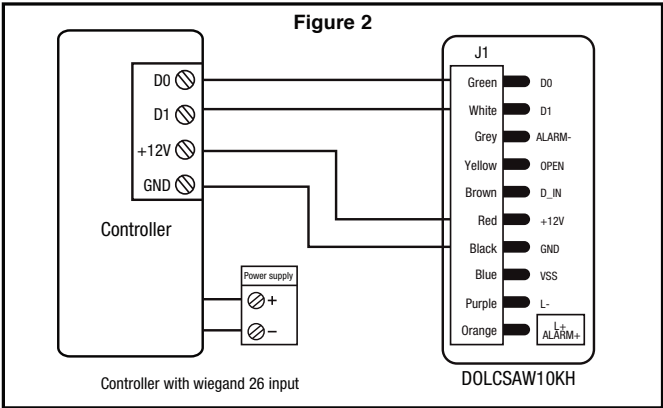 Figure 2
D0
D1
+12V
GND
Controller
Power supply
+
−
Controller with wiegand 26 input
J1
Green D0
White D1
Grey ALARM-
Yellow OPEN
Brown D_IN
Red +12V
Black GND
Blue VSS
Purple L-
Orange L+
ALARM+
DOLCSAW10KH